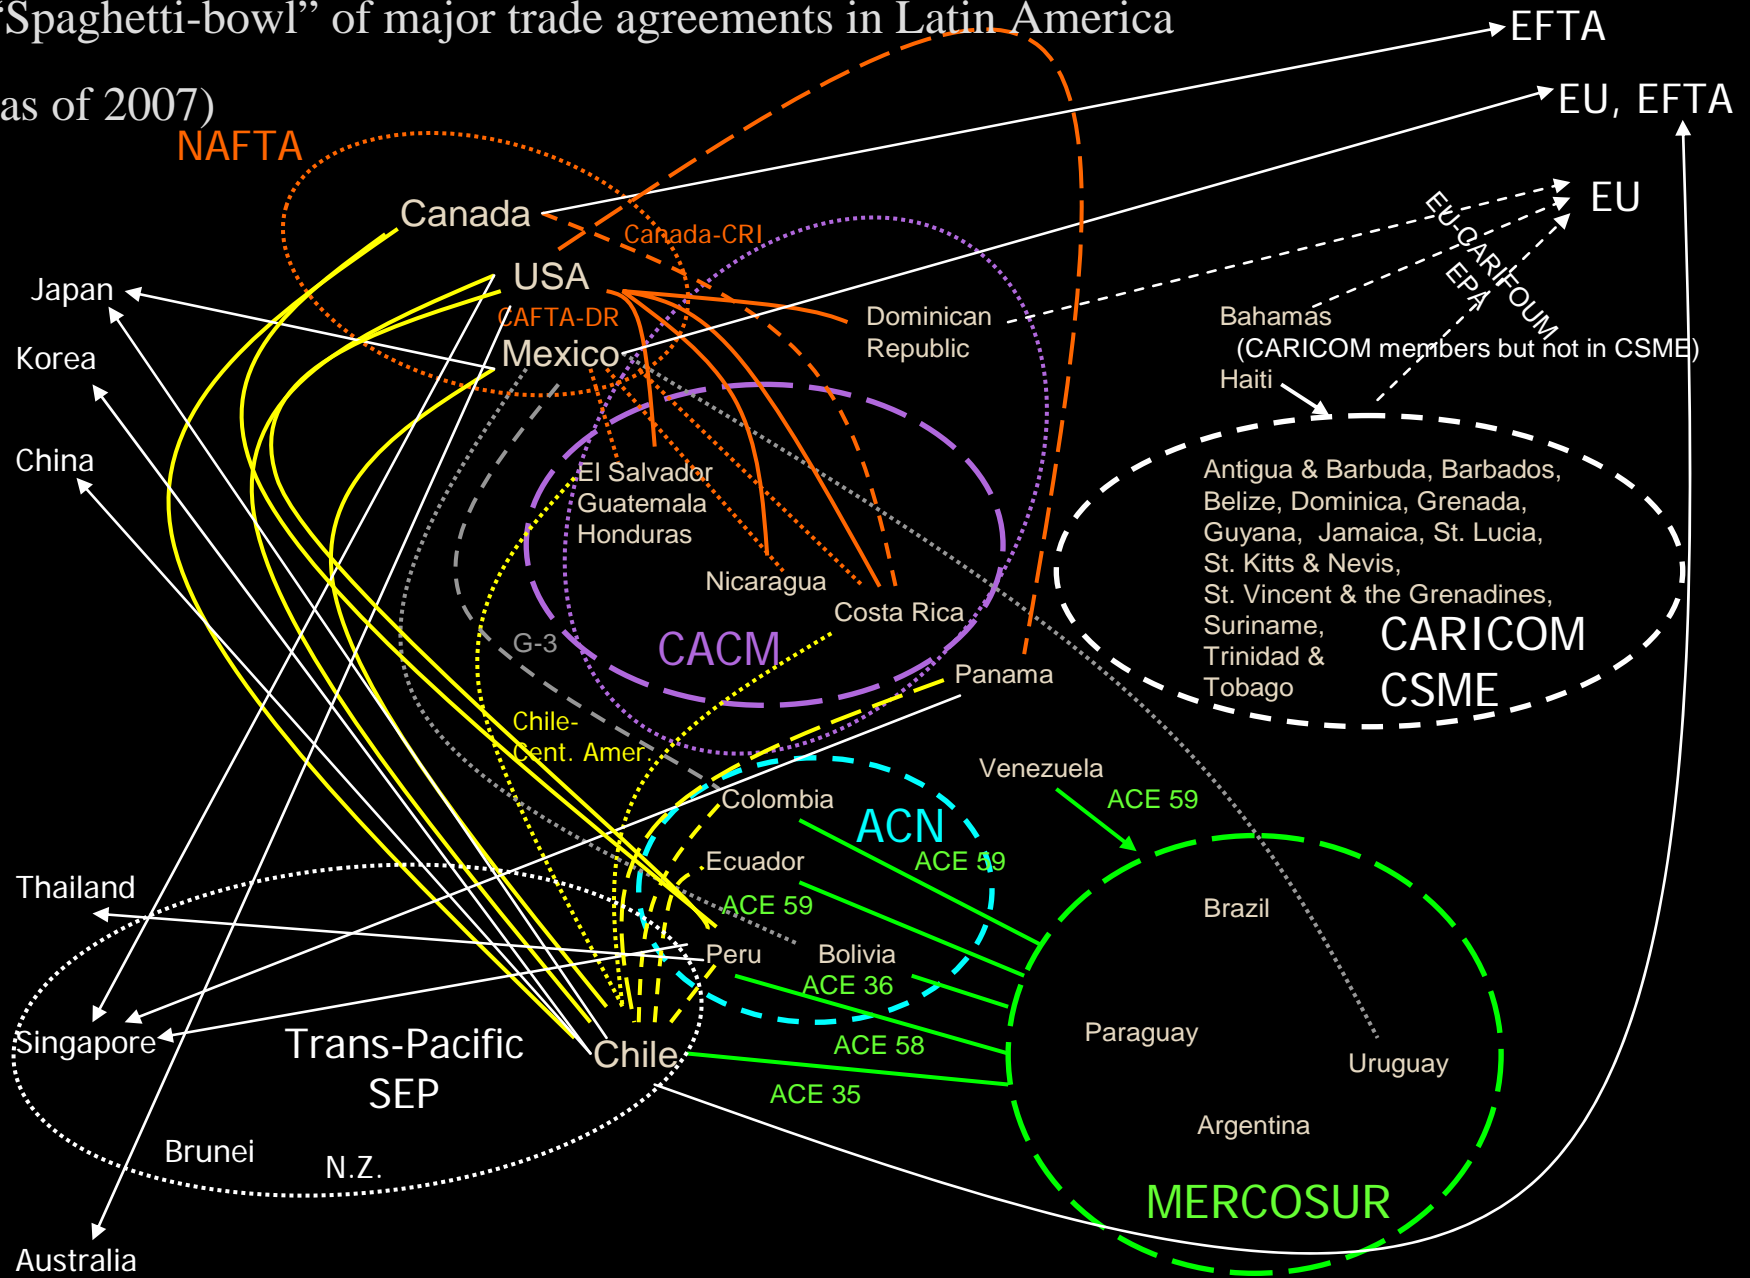 “Spaghetti-bowl” of major trade agreements in Latin America
as of 2007)
EFTA
EU, EFTA
NAFTA
Canada
Canada-CRI
EU
EU-CARIFOUM
EPA
USA
Japan
CAFTA-DR
Dominican
Republic
Bahamas
(CARICOM members but not in CSME)
Haiti
Mexico
Korea
China
El Salvador
Guatemala
Honduras
Nicaragua
Costa Rica
CACM
G-3
Panama
Antigua & Barbuda, Barbados,
Belize, Dominica, Grenada,
Guyana, Jamaica, St. Lucia,
St. Kitts & Nevis,
St. Vincent & the Grenadines,
Suriname,
Trinidad &
Tobago
CARICOM
CSME
Chile-
Cent. Amer.
Venezuela
ACE 59
Colombia
ACN
Ecuador
ACE 59
ACE 59
Thailand
Brazil
Peru
Bolivia
ACE 36
Singapore
Trans-Pacific
SEP
Chile
ACE 58
ACE 35
Paraguay
Uruguay
Argentina
MERCOSUR
Brunei
N.Z.
Australia